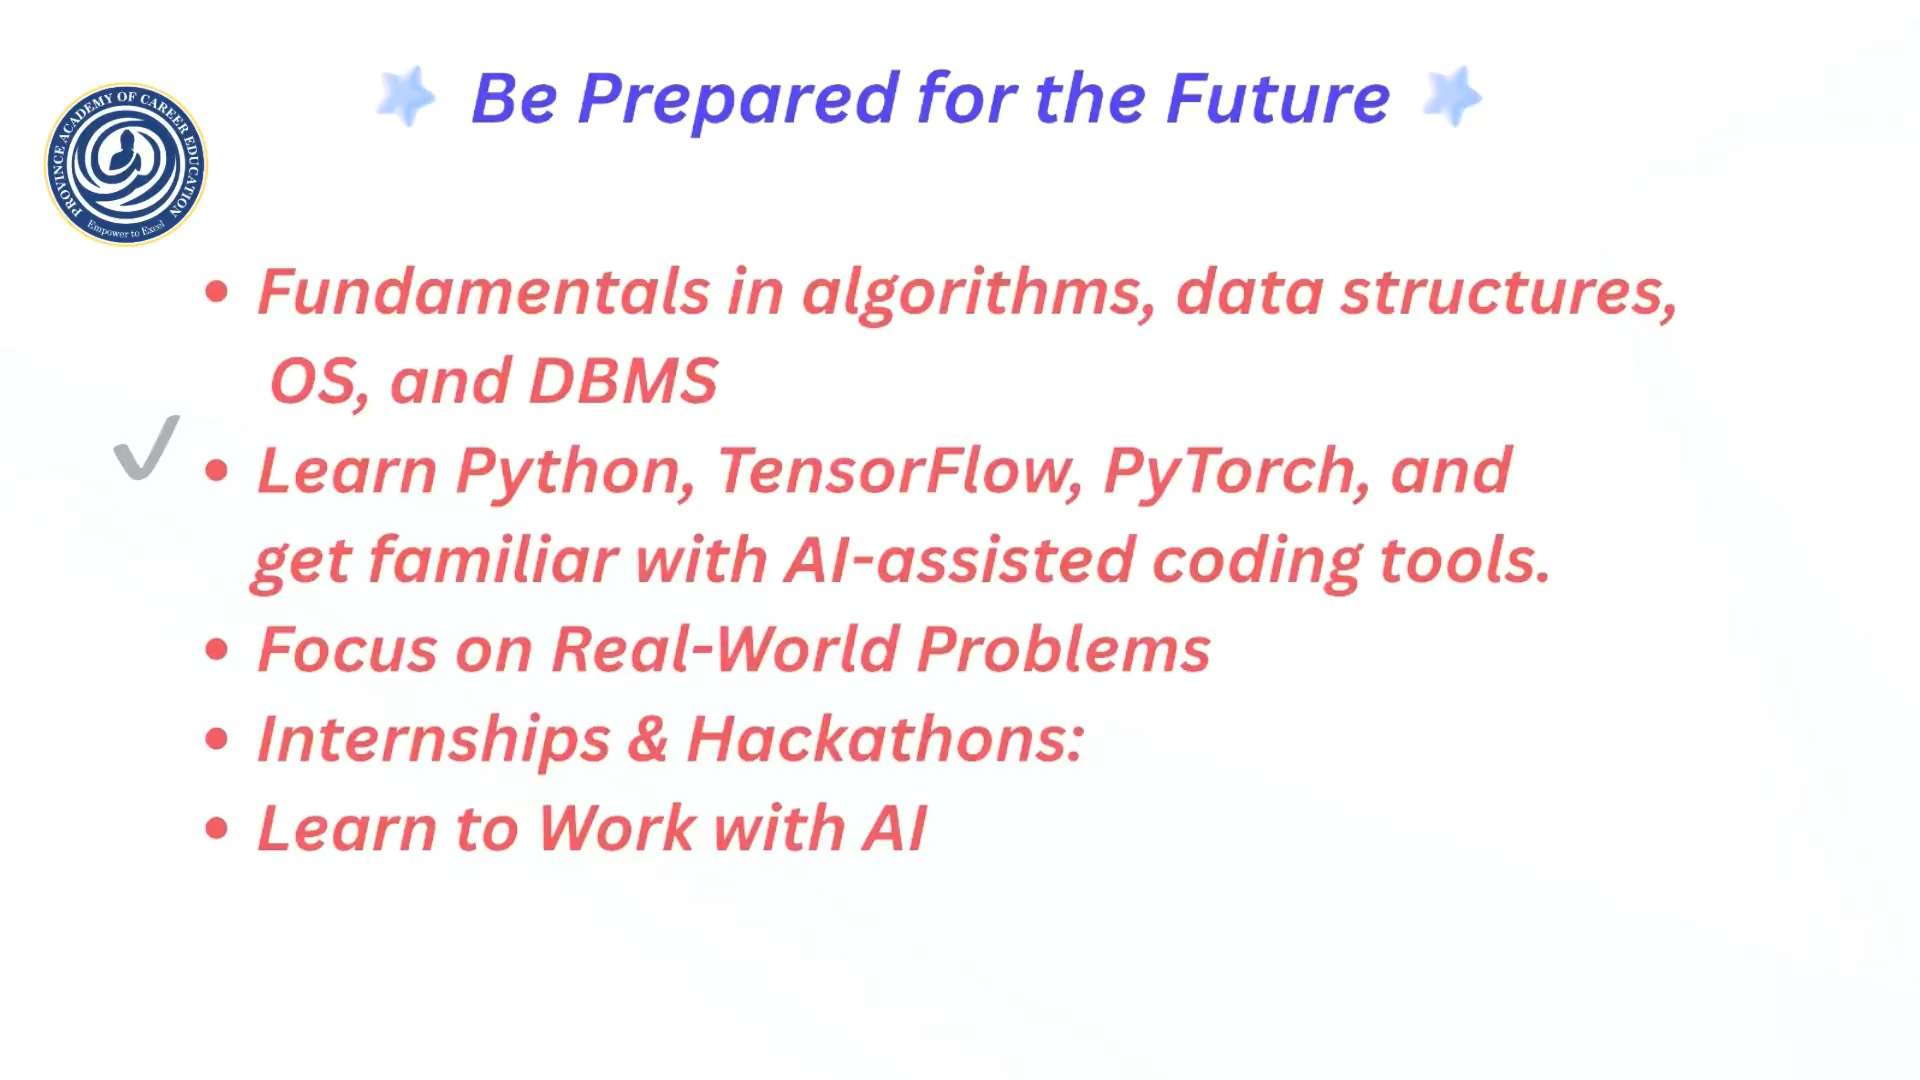 Be Prepared for the Future
PROVINCE ACADEMY OF CAREER EDUCATION
Empower to Excel
• Fundamentals in algorithms, data structures,
OS, and DBMS
• Learn Python, TensorFlow, PyTorch, and
get familiar with AI-assisted coding tools.
• Focus on Real-World Problems
• Internships & Hackathons:
• Learn to Work with AI